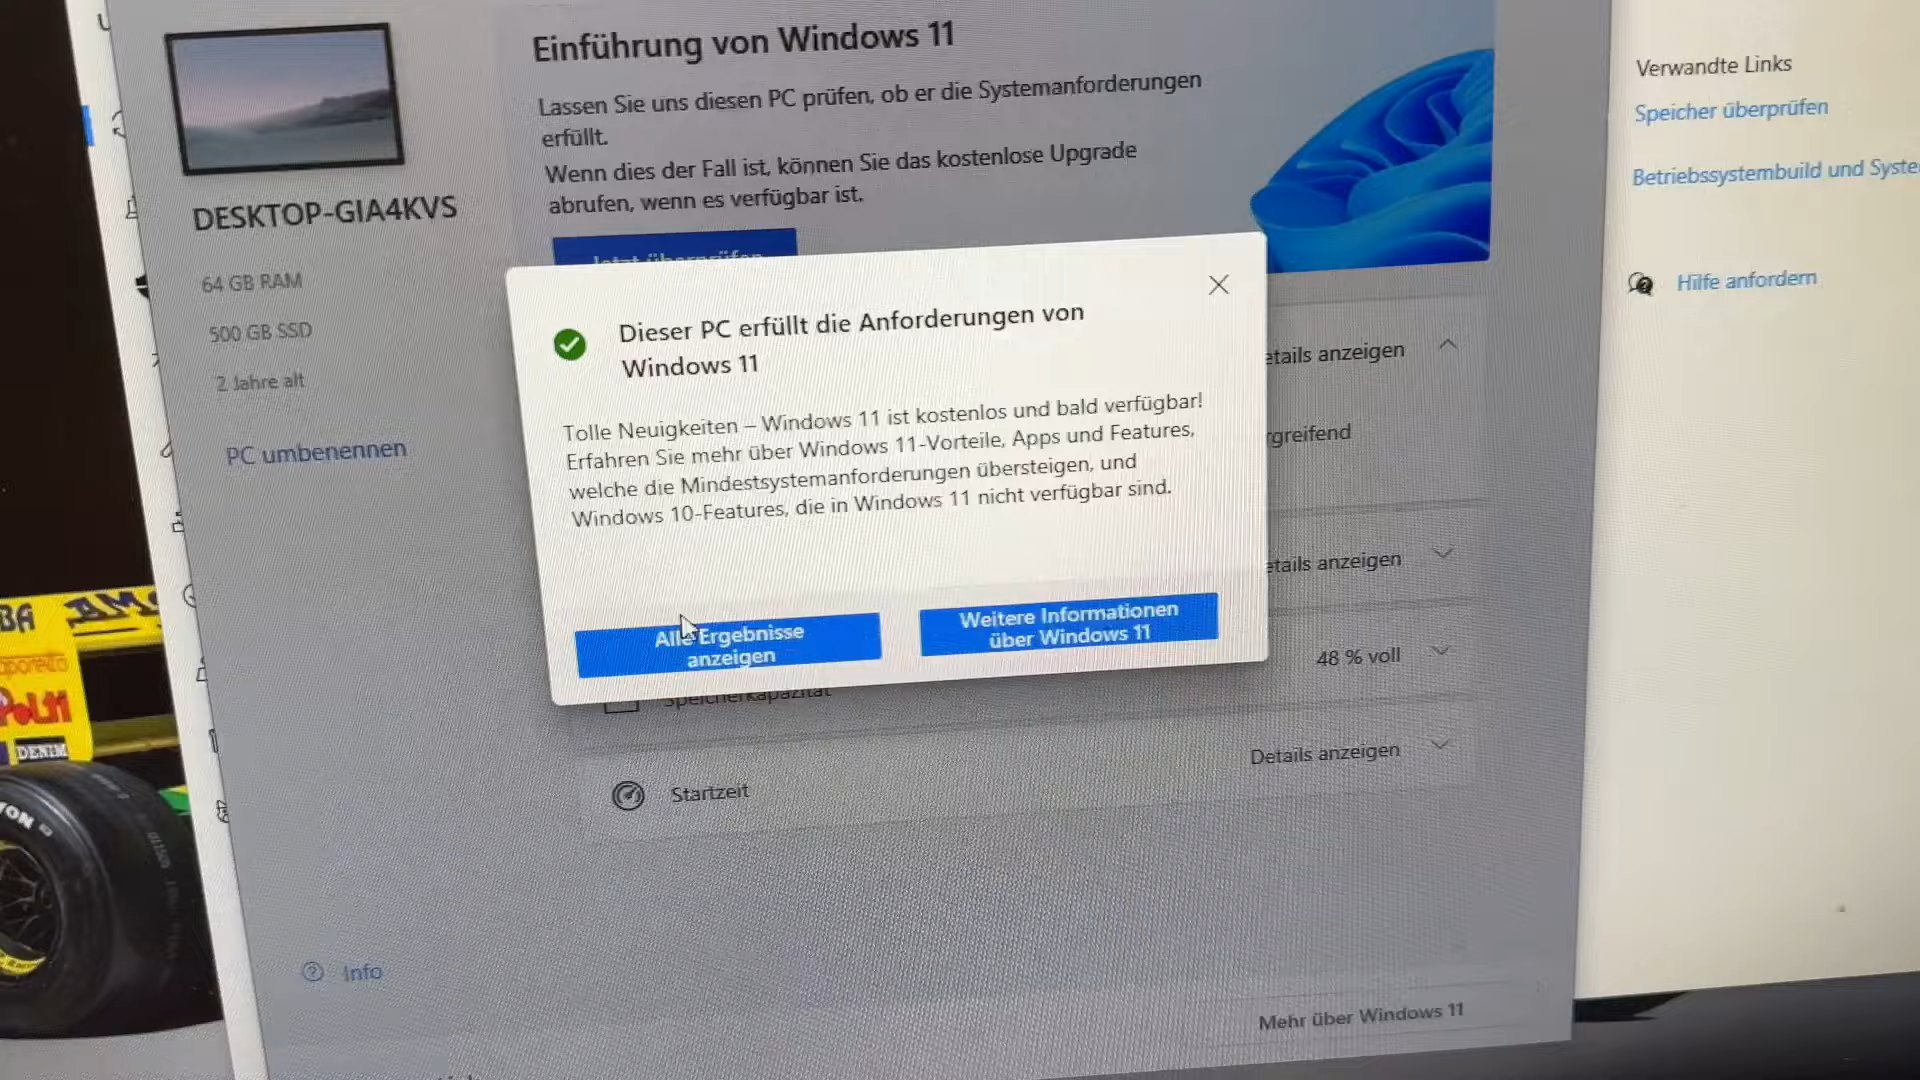 Einführung von Windows 11
Lassen Sie uns diesen PC prüfen, ob er die Systemanforderungen
erfüllt.
Wenn dies der Fall ist, können Sie das kostenlose Upgrade
abrufen, wenn es verfügbar ist.
Jetzt überprüfen
DESKTOP-GIA4KVS
64 GB RAM
500 GB SSD
2 Jahre alt
PC umbenennen
Dieser PC erfüllt die Anforderungen von
Windows 11
Tolle Neuigkeiten – Windows 11 ist kostenlos und bald verfügbar!
Erfahren Sie mehr über Windows 11-Vorteile, Apps und Features,
welche die Mindestsystemanforderungen übersteigen, und
Windows 10-Features, die in Windows 11 nicht verfügbar sind.
Alle Ergebnisse
anzeigen
Weitere Informationen
über Windows 11
etails anzeigen
rgreifend
etails anzeigen
48 % voll
Speicherkapazität
Startzeit
Details anzeigen
Info
Mehr über Windows 11
Verwandte Links
Speicher überprüfen
Betriebssystembuild und Syste
Hilfe anfordern
BA
Polti
DENIM